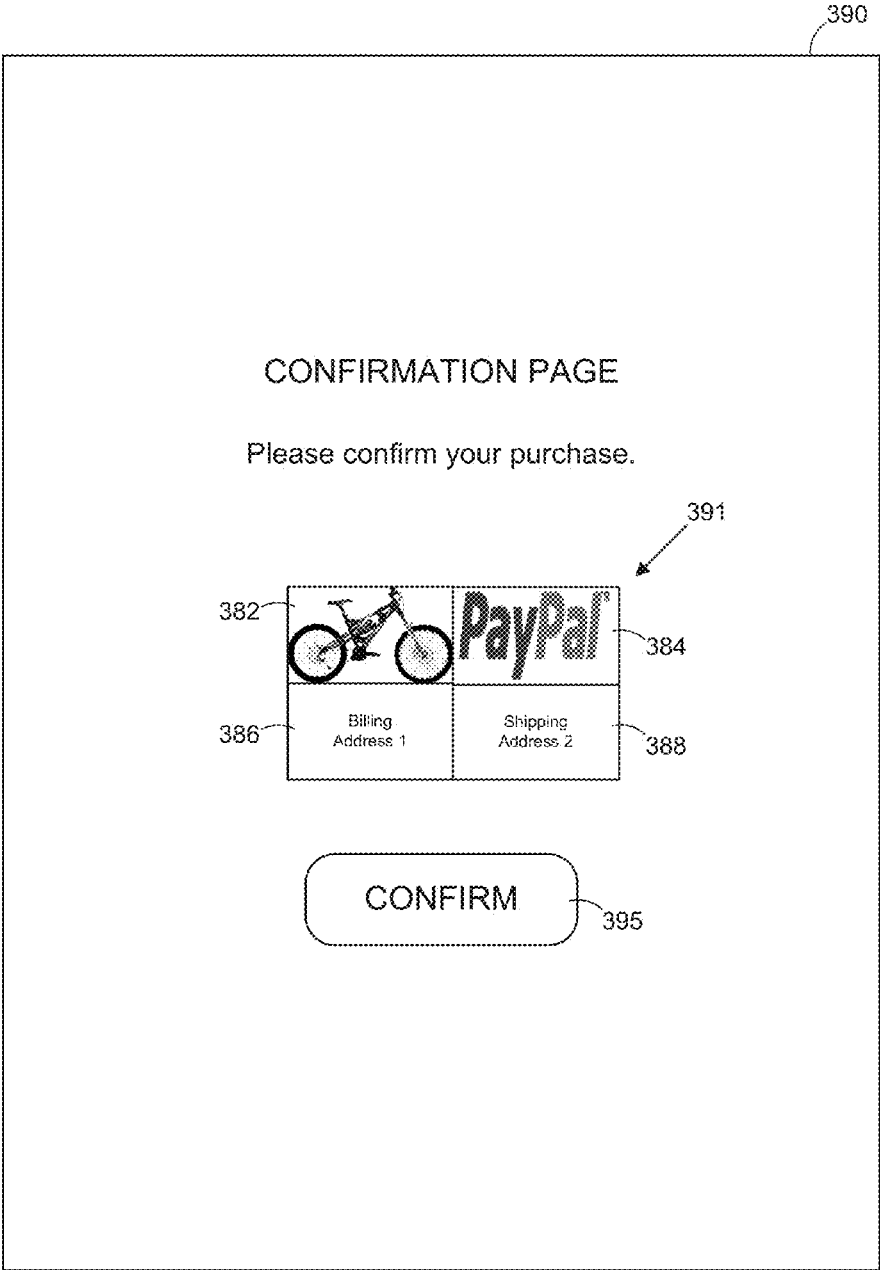 390
CONFIRMATION PAGE
Please confirm your purchase.
391
382
PayPal
384
386
Billing
Address 1
Shipping
Address 2
388
CONFIRM
395